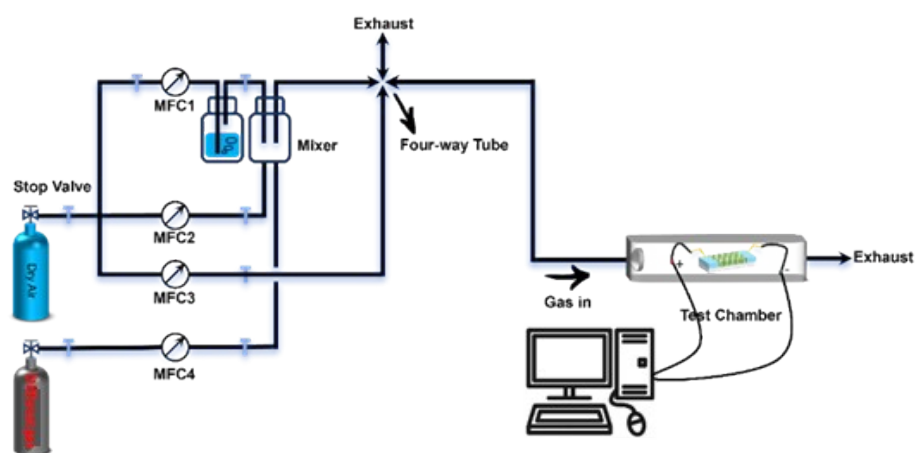 Exhaust
MFC1
Mixer
Four-way Tube
Stop Valve
MFC2
Dry Air
MFC3
Exhaust
Gas in
Test Chamber
MFC4
+
-